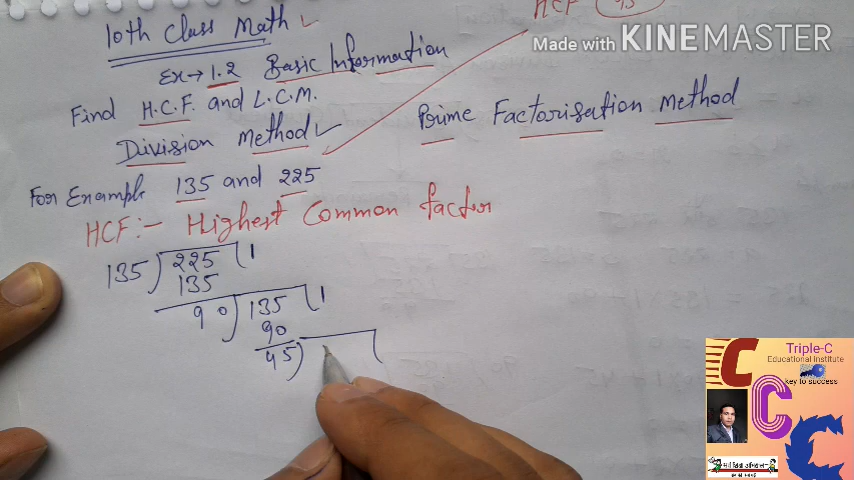 HCF
Made with KINEMASTER
10th Class Math
Ex→ 1.2 Basic Information
Find H.C.F. and L.C.M.
Division Method Prime Factorisation Method
For Example 135 and 225
HCF:- Highest Common factor
135) 225 (1
135
90) 135 (1
90
45)
Triple-C
Educational Institute
key to success
C
C
C